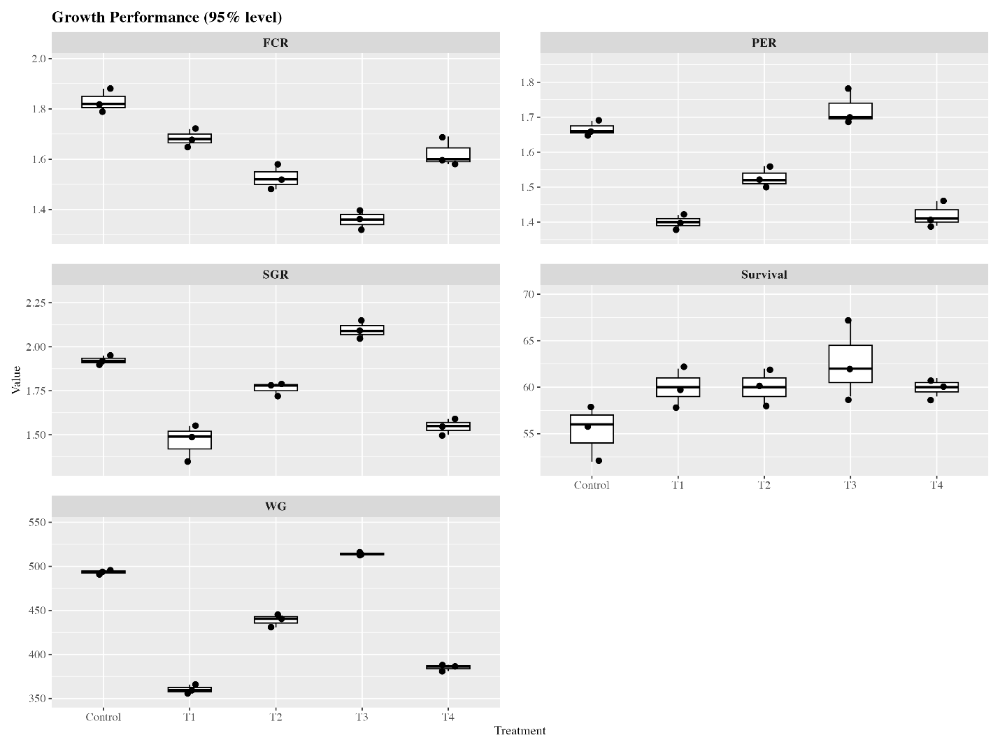 Growth Performance (95% level)
FCR
2.0
1.8
1.6
1.4
PER
1.8
1.7
1.6
1.5
1.4
SGR
2.25
2.00
1.75
1.50
Survival
70
65
60
55
Control T1 T2 T3 T4
WG
550
500
450
400
350
Control T1 T2 T3 T4
Value
Treatment